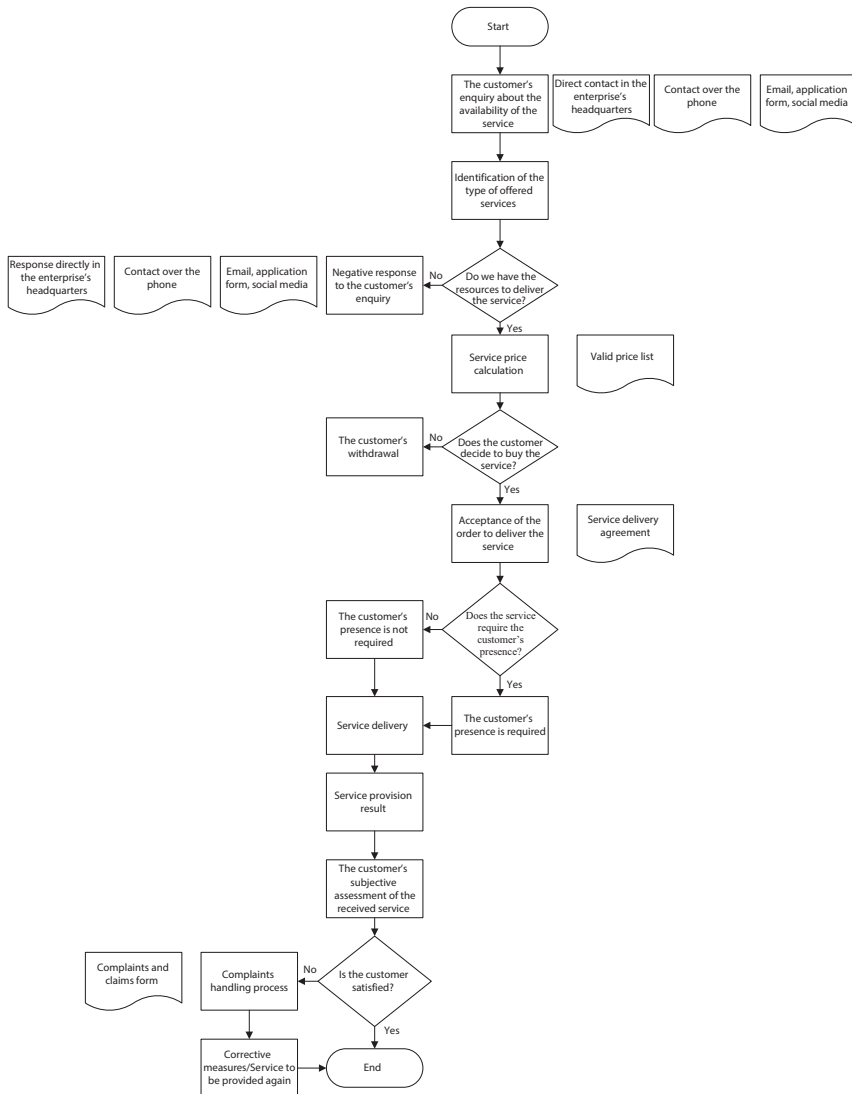 Start
The customer's
enquiry about the
availability of the
service
Direct contact in the
enterprise's
headquarters
Contact over the
phone
Email, application
form, social media
Identification of the
type of offered
services
Response directly in
the enterprise's
headquarters
Contact over the
phone
Email, application
form, social media
Negative response
to the customer's
enquiry
No
Do we have the
resources to deliver
the service?
Yes
Service price
calculation
Valid price list
The customer's
withdrawal
No
Does the customer
decide to buy the
service?
Yes
Acceptance of the
order to deliver the
service
Service delivery
agreement
The customer's
presence is not
required
No
Does the service
require the
customer's
presence?
Yes
Service delivery
The customer's
presence is required
Service provision
result
The customer's
subjective
assessment of the
received service
Complaints and
claims form
Complaints
handling process
No
Is the customer
satisfied?
Yes
Corrective
measures/Service to
be provided again
End